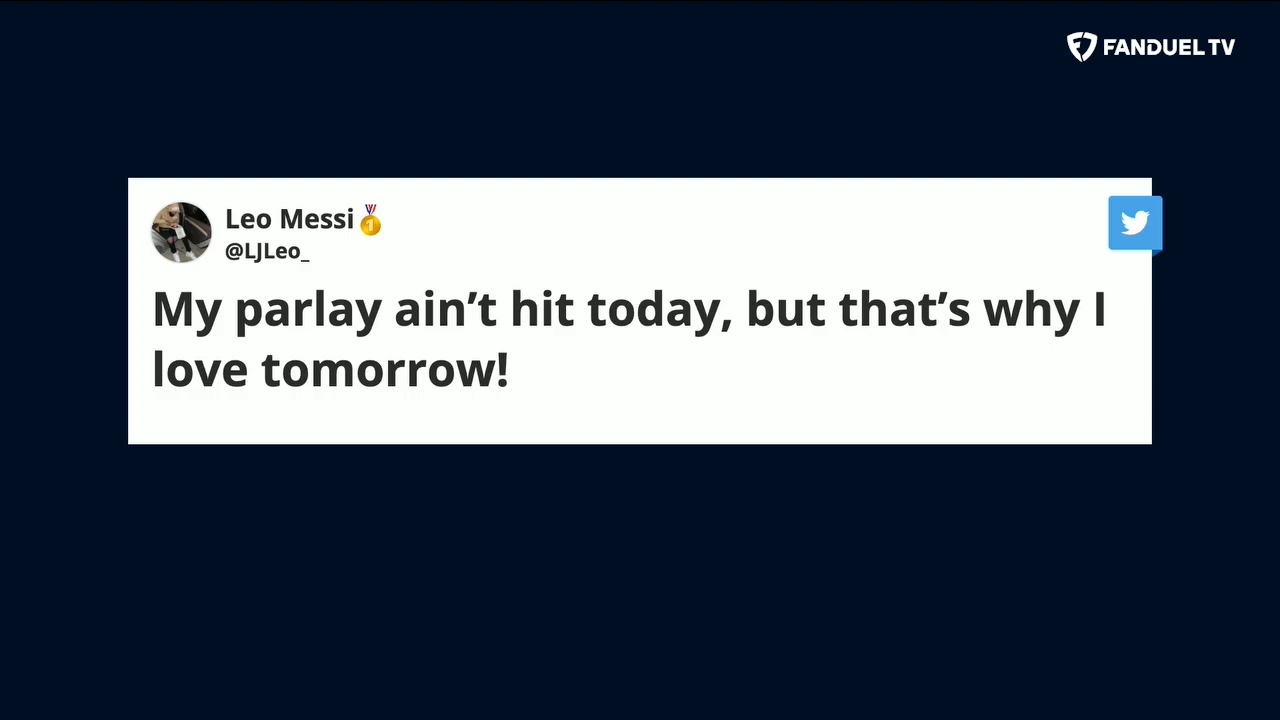 FANDUEL TV
Leo Messi🏅
@LJLeo_
My parlay ain’t hit today, but that’s why I
love tomorrow!